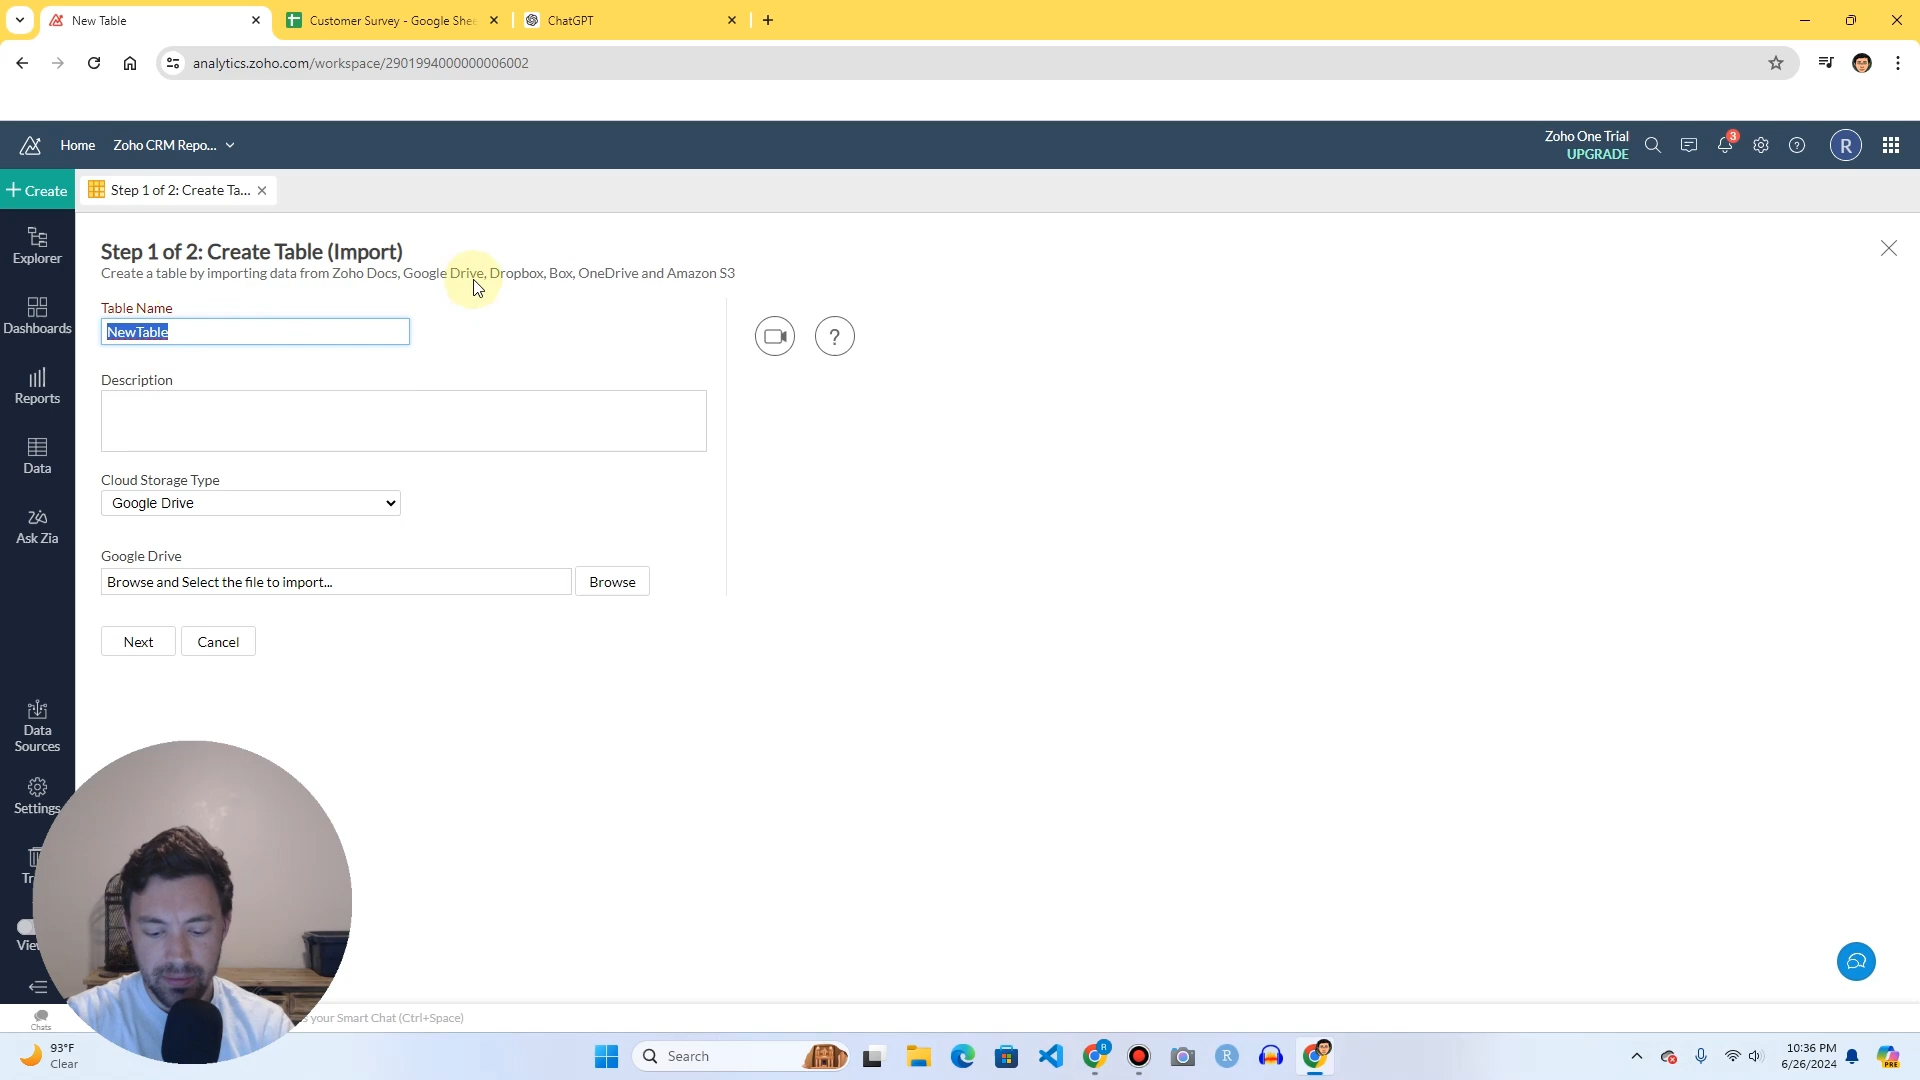 New Table
Customer Survey - Google Shee
ChatGPT
analytics.zoho.com/workspace/2901994000000006002
Home
Zoho CRM Repo...
Zoho One Trial
UPGRADE
3
R
+ Create
Step 1 of 2: Create Ta...
Explorer
Dashboards
Reports
Data
Ask Zia
Data
Sources
Settings
Step 1 of 2: Create Table (Import)
Create a table by importing data from Zoho Docs, Google Drive, Dropbox, Box, OneDrive and Amazon S3
Table Name
NewTable
Description
Cloud Storage Type
Google Drive
Google Drive
Browse and Select the file to import...
Browse
Next
Cancel
?
Chats
your Smart Chat (Ctrl+Space)
93°F
Clear
Search
R
R
10:36 PM
6/26/2024
PRE